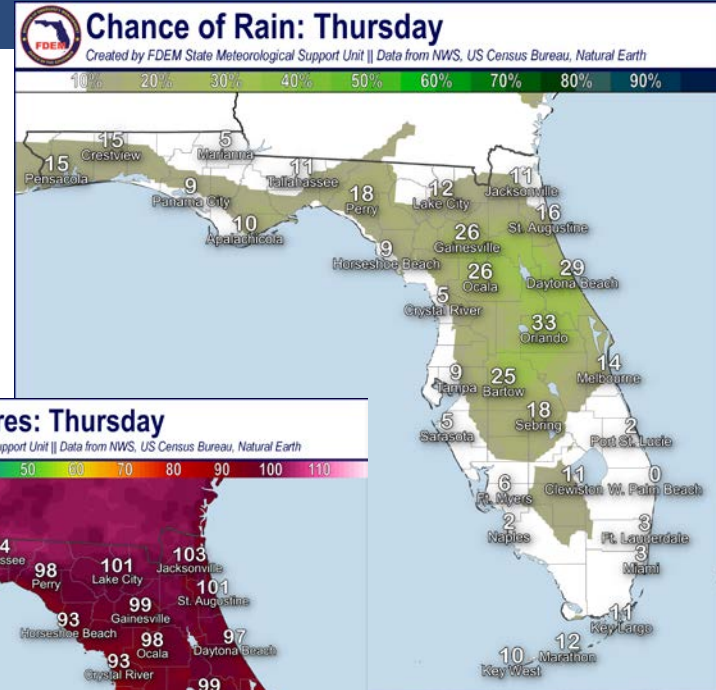 FDEM
Chance of Rain: Thursday
Created by FDEM State Meteorological Support Unit || Data from NWS, US Census Bureau, Natural Earth
10% 20% 30% 40% 50% 60% 70% 80% 90%
15
Crestview
5
Marianna
15
Pensacola
11
Tallahassee
9
Panama City
10
Apalachicola
18
Perry
12
Lake City
11
Jacksonville
16
St. Augustine
26
Gainesville
9
Horseshoe Beach
26
Ocala
29
Daytona Beach
5
Crystal River
33
Orlando
9
Tampa
25
Bartow
14
Melbourne
5
Sarasota
18
Sebring
2
Port St. Lucie
6
Ft. Myers
11
Clewiston
0
W. Palm Beach
2
Naples
3
Ft. Lauderdale
3
Miami
11
Key Largo
12
Marathon
10
Key West
res: Thursday
upport Unit || Data from NWS, US Census Bureau, Natural Earth
50 60 70 80 90 100 110
4
ssee
98
Perry
101
Lake City
103
Jacksonville
101
St. Augustine
99
Gainesville
93
Horseshoe Beach
98
Ocala
97
Daytona Beach
93
Crystal River
99